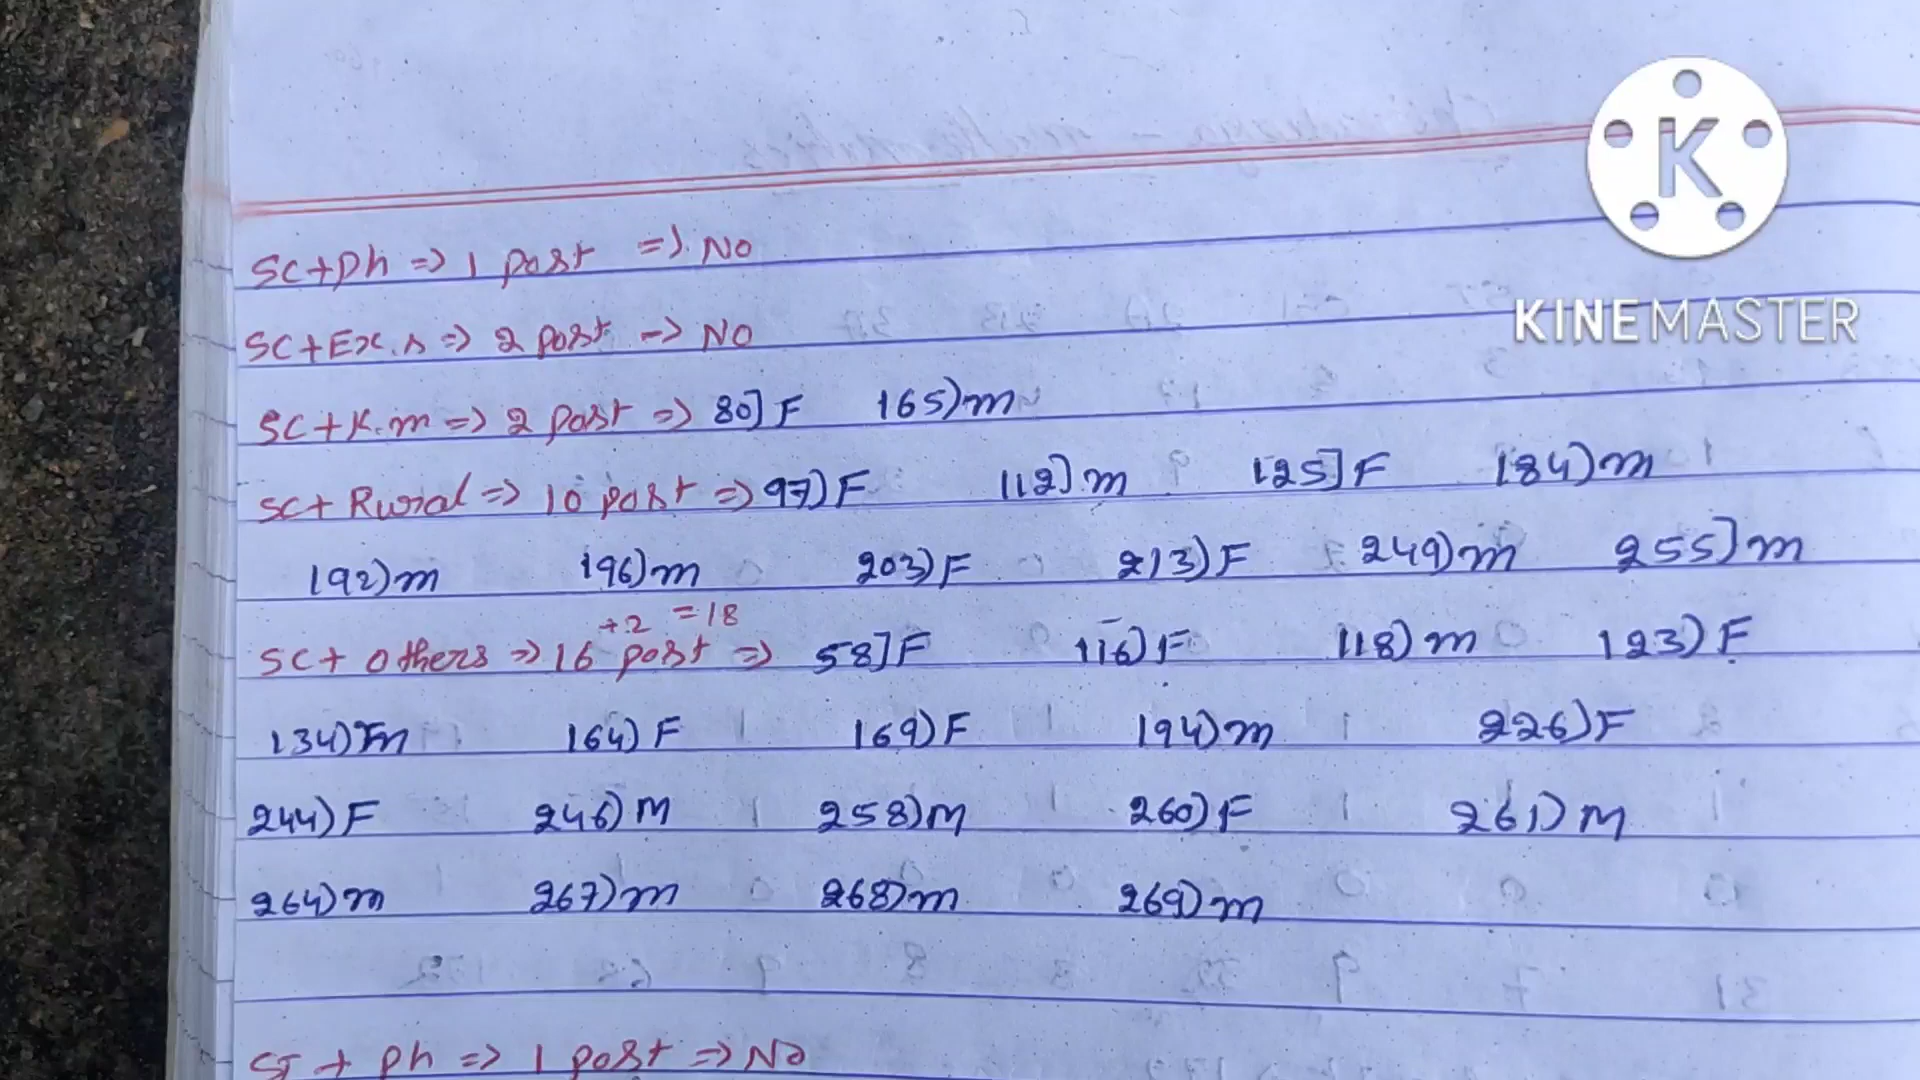 SC+Ph => 1 post => No
SC+Ex.s => 2 post => No
SC+K.m => 2 post => 80] F 165) m
SC+ Rural => 10 post => 97) F 112] m 125] F 184) m
192) m 196) m 203) F 213) F 249) m 255] m
+2 = 18
SC+ Others => 16 post => 58] F 116) F 118) m 123) F
134) m 164) F 169) F 194) m 226) F
244) F 246) M 258) M 260) F 261) M
264) m 267) m 268) m 269) m
ST + Ph => 1 post => No
K
KINEMASTER